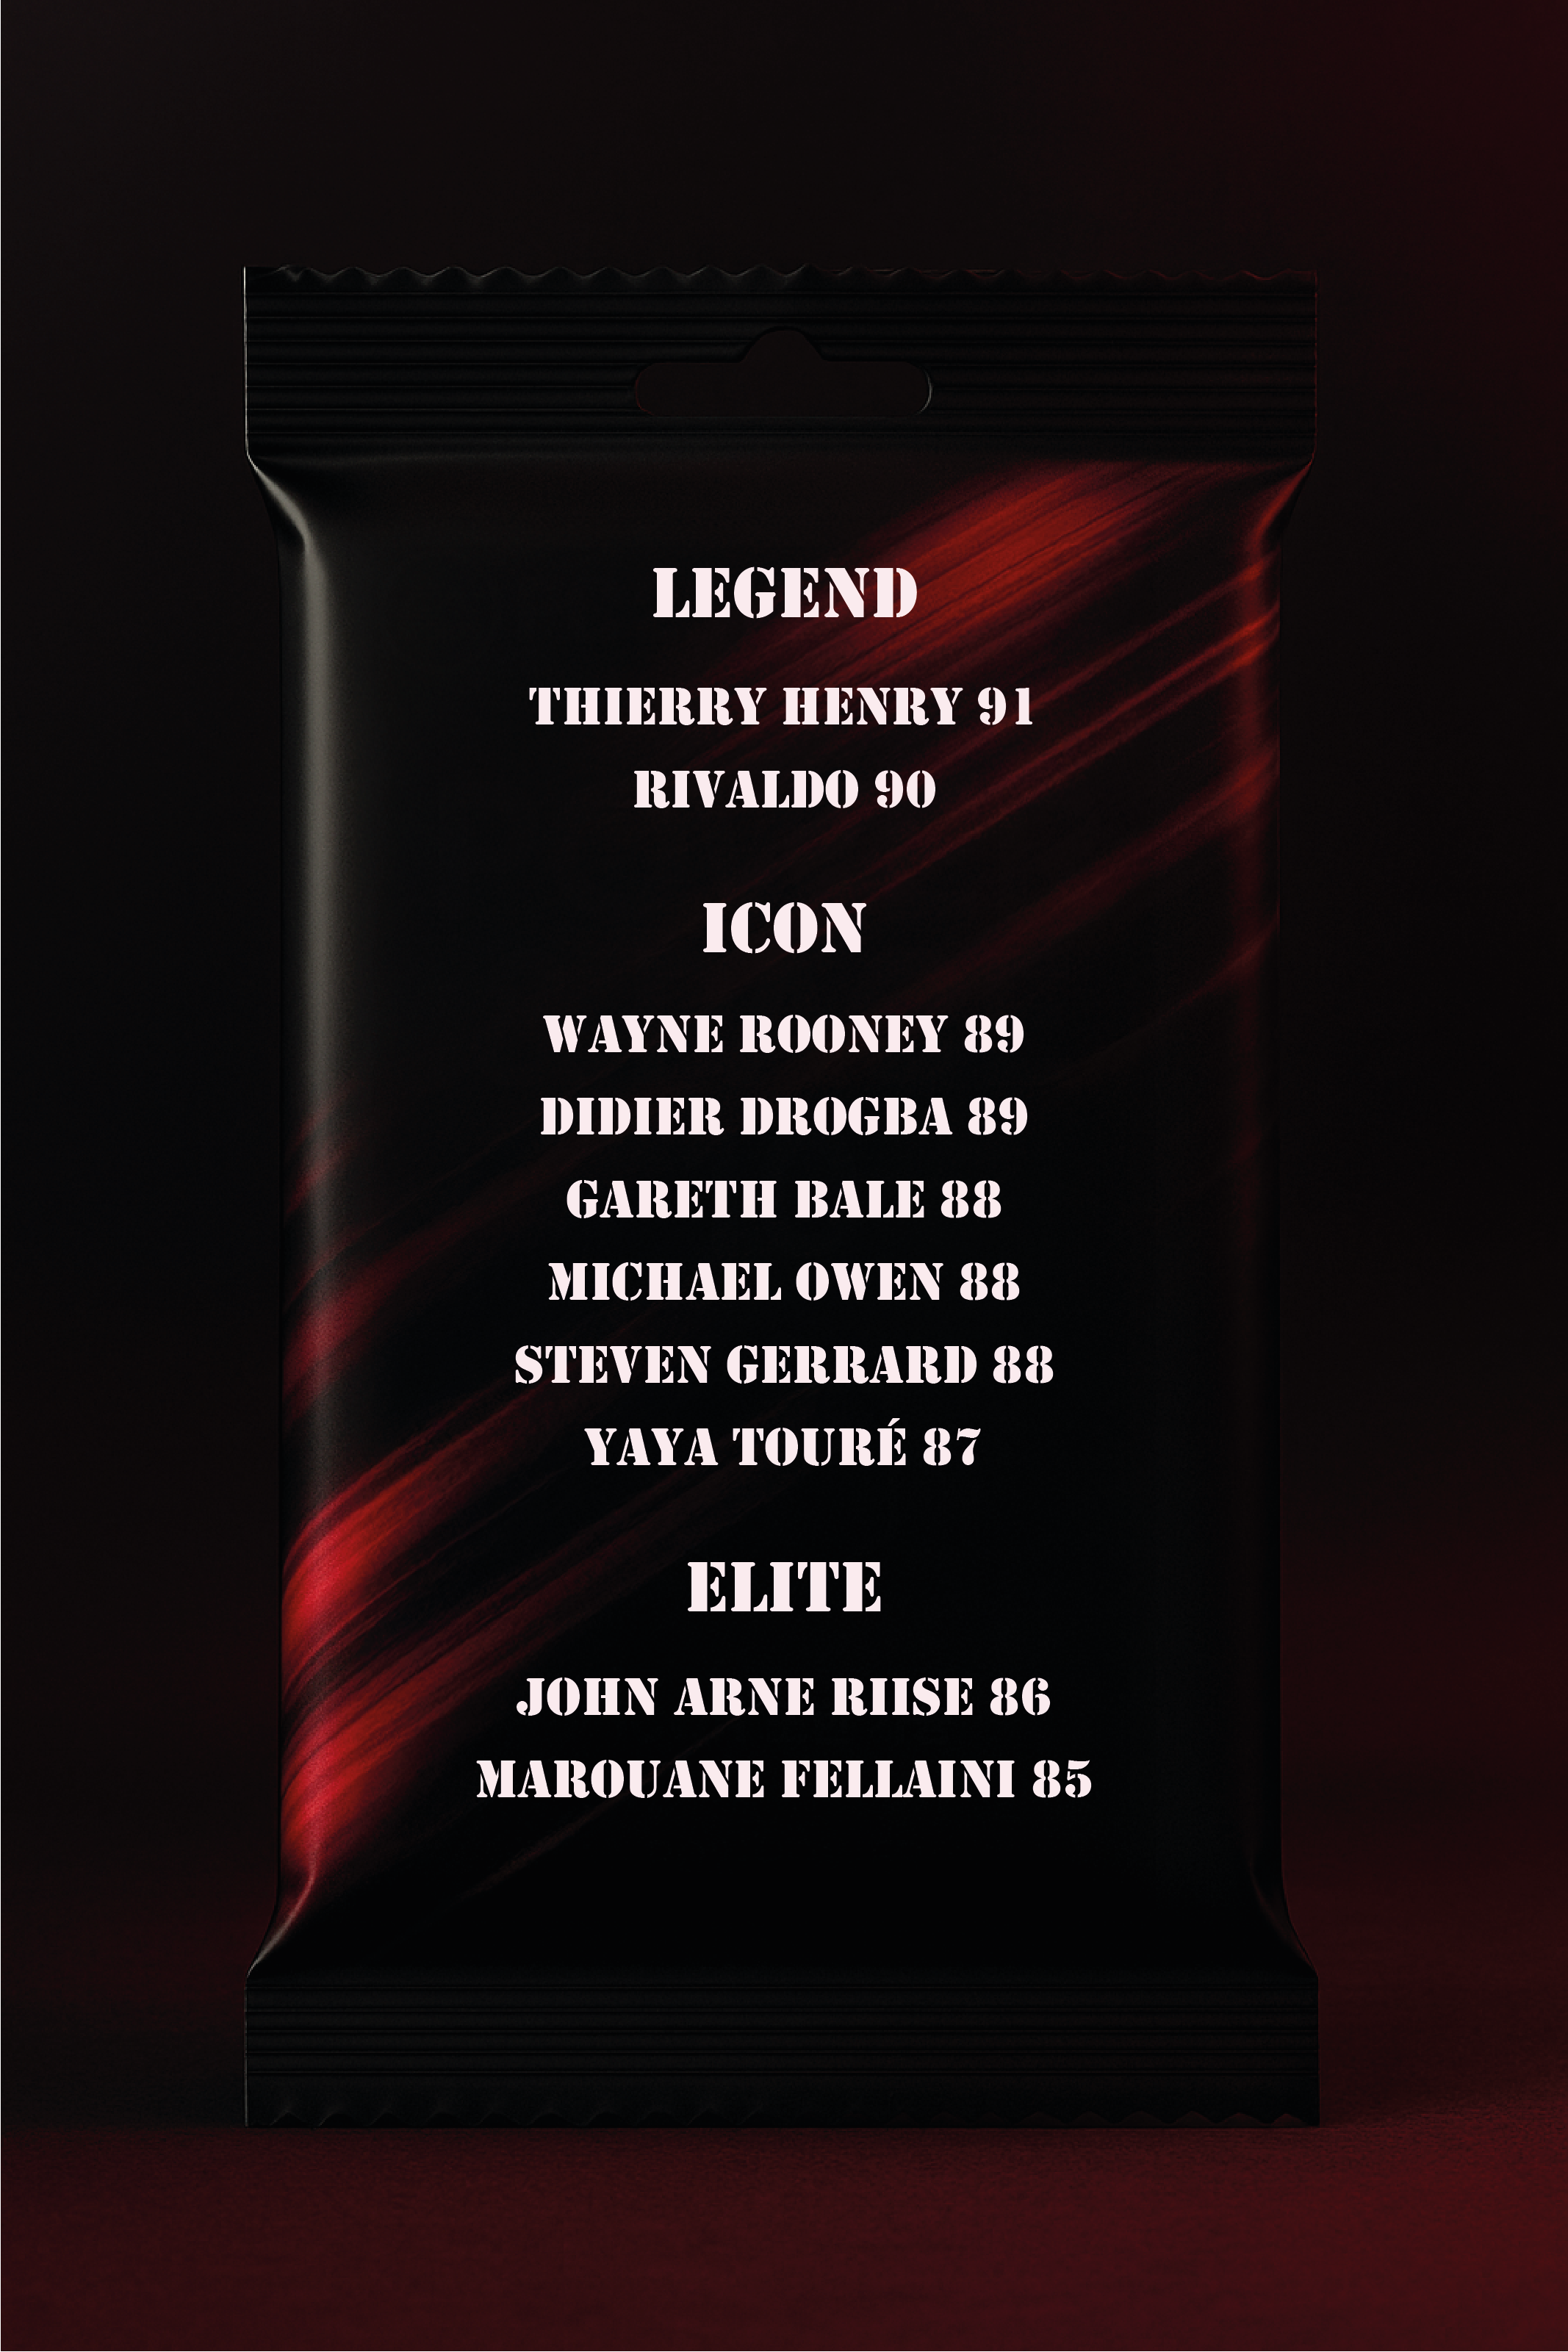 LEGEND
THIERRY HENRY 91
RIVALDO 90
ICON
WAYNE ROONEY 89
DIDIER DROGBA 89
GARETH BALE 88
MICHAEL OWEN 88
STEVEN GERRARD 88
YAYA TOURÉ 87
ELITE
JOHN ARNE RIISE 86
MAROUANE FELLAINI 85